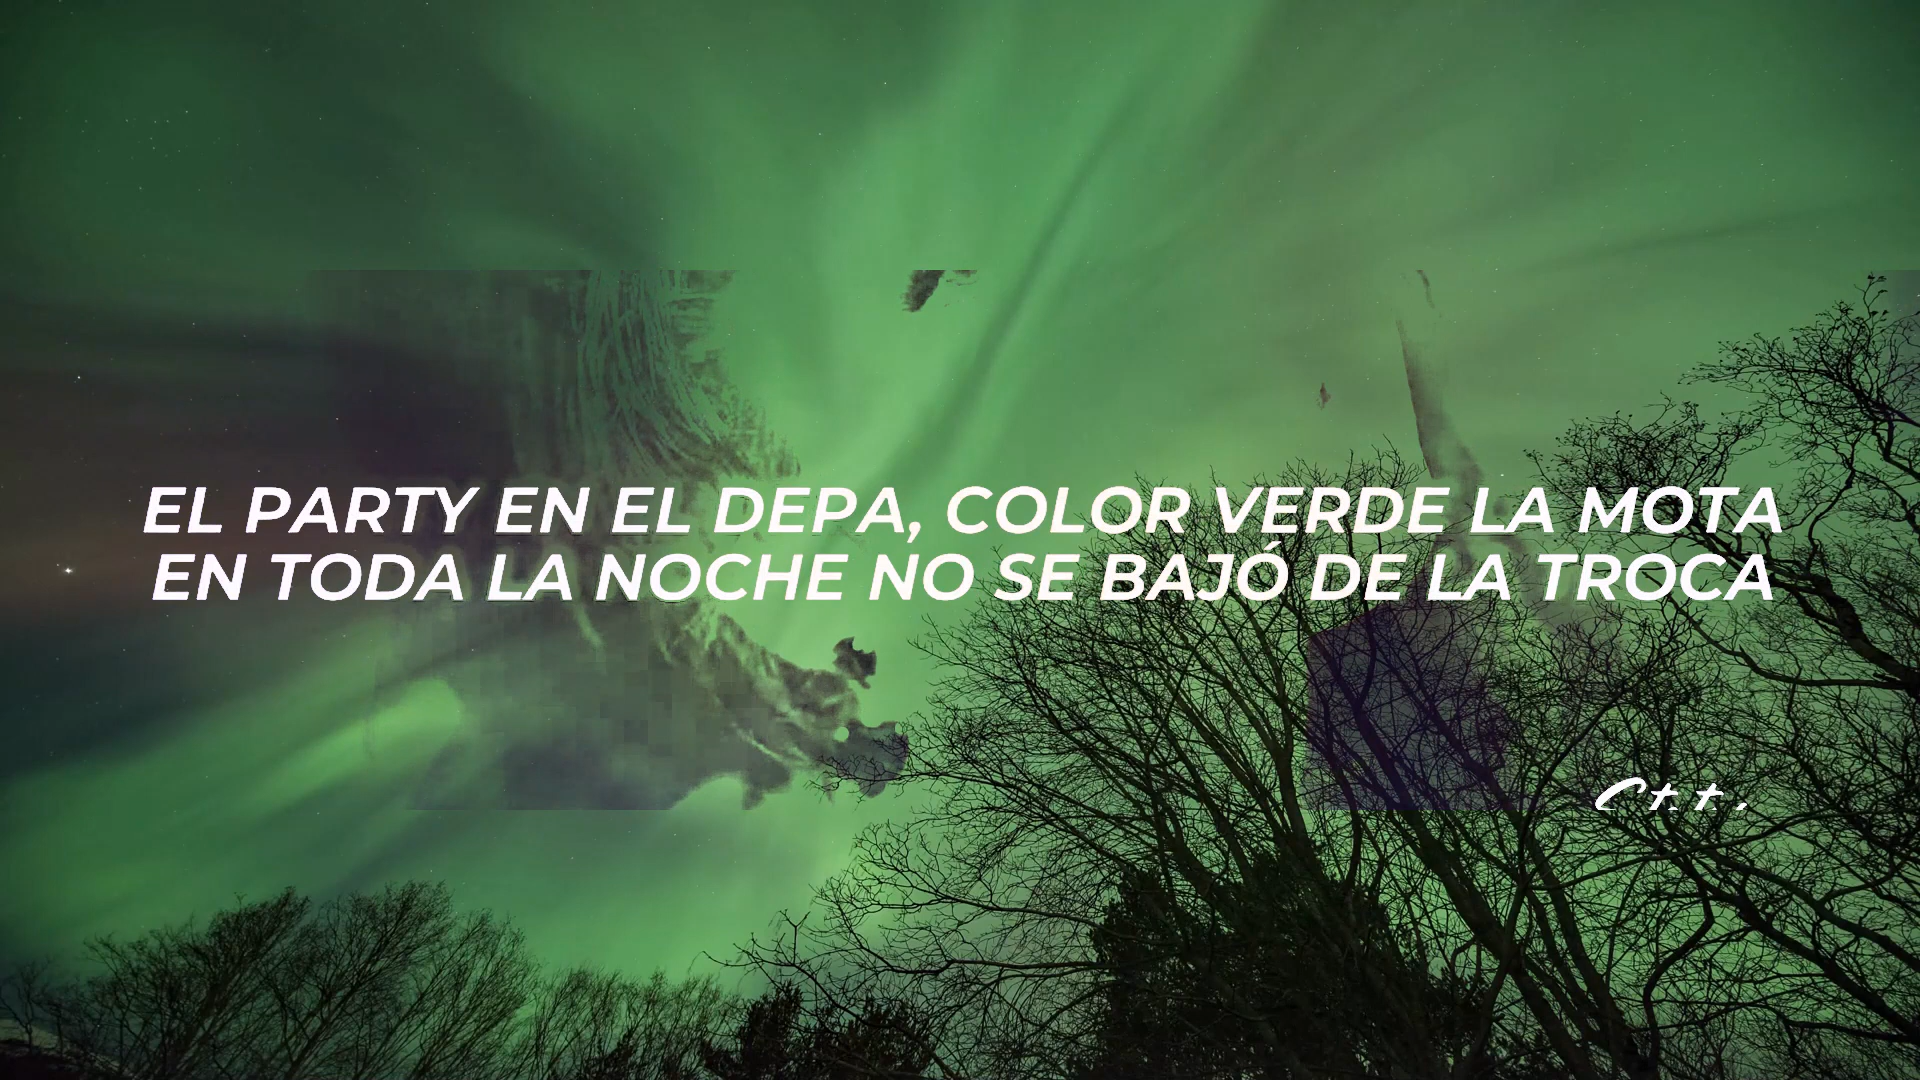 EL PARTY EN EL DEPA, COLOR VERDE LA MOTA
EN TODA LA NOCHE NO SE BAJÓ DE LA TROCA